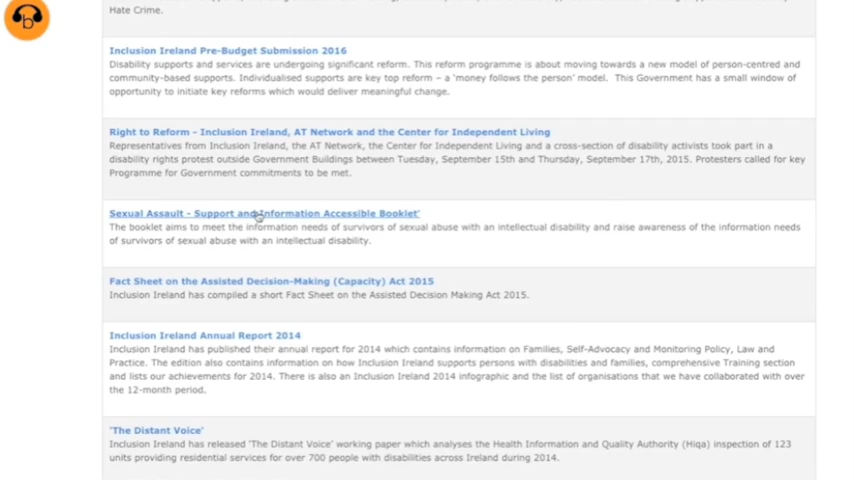 Hate Crime.
Inclusion Ireland Pre-Budget Submission 2016
Disability supports and services are undergoing significant reform. This reform programme is about moving towards a new model of person-centred and
community-based supports. Individualised supports are key top reform – a 'money follows the person' model.  This Government has a small window of
opportunity to initiate key reforms which would deliver meaningful change.
Right to Reform - Inclusion Ireland, AT Network and the Center for Independent Living
Representatives from Inclusion Ireland, the AT Network, the Center for Independent Living and a cross-section of disability activists took part in a
disability rights protest outside Government Buildings between Tuesday, September 15th and Thursday, September 17th, 2015. Protesters called for key
Programme for Government commitments to be met.
Sexual Assault - Support and Information Accessible Booklet'
The booklet aims to meet the information needs of survivors of sexual abuse with an intellectual disability and raise awareness of the information needs
of survivors of sexual abuse with an intellectual disability.
Fact Sheet on the Assisted Decision-Making (Capacity) Act 2015
Inclusion Ireland has compiled a short Fact Sheet on the Assisted Decision Making Act 2015.
Inclusion Ireland Annual Report 2014
Inclusion Ireland has published their annual report for 2014 which contains information on Families, Self-Advocacy and Monitoring Policy, Law and
Practice. The edition also contains information on how Inclusion Ireland supports persons with disabilities and families, comprehensive Training section
and lists our achievements for 2014. There is also an Inclusion Ireland 2014 infographic and the list of organisations that we have collaborated with over
the 12-month period.
'The Distant Voice'
Inclusion Ireland has released 'The Distant Voice' working paper which analyses the Health Information and Quality Authority (Hiqa) inspection of 123
units providing residential services for over 700 people with disabilities across Ireland during 2014.